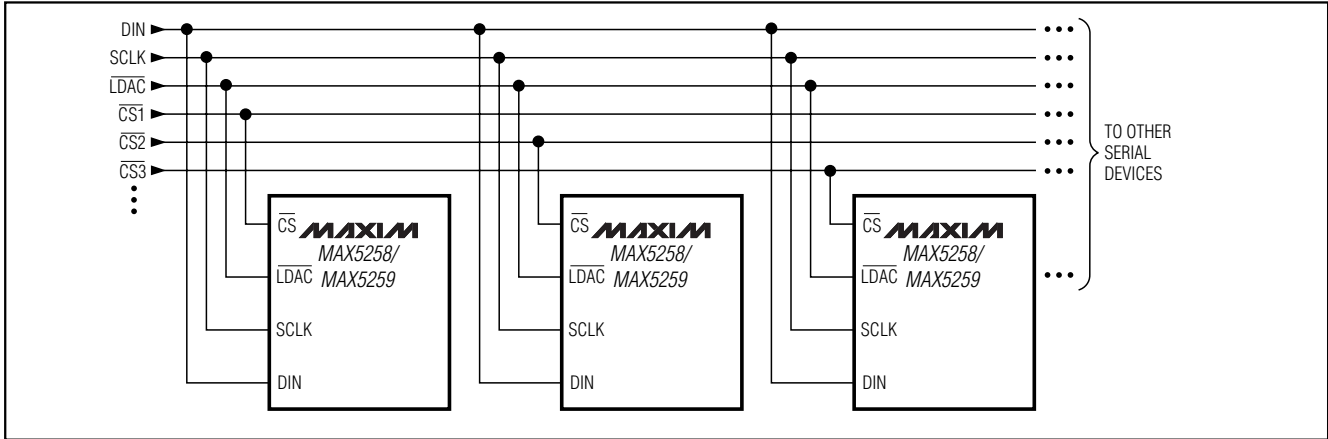 DIN
SCLK
LDAC
CS1
CS2
CS3
TO OTHER
SERIAL
DEVICES
CS MAXIM
MAX5258/
LDAC MAX5259
SCLK
DIN
CS MAXIM
MAX5258/
LDAC MAX5259
SCLK
DIN
CS MAXIM
MAX5258/
LDAC MAX5259
SCLK
DIN